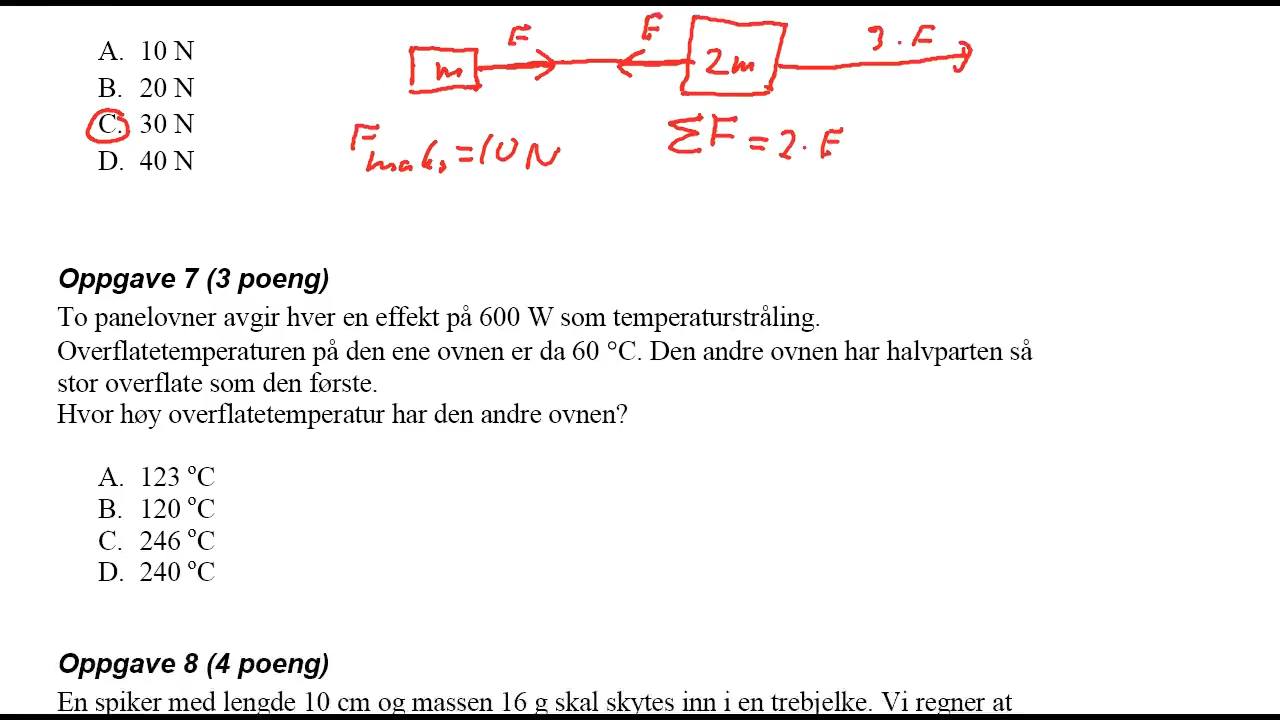 A. 10 N
B. 20 N
C. 30 N
D. 40 N
F
F
3·F
m
2m
Fmaks=10N
ΣF=2·F
Oppgave 7 (3 poeng)
To panelovner avgir hver en effekt på 600 W som temperaturstråling.
Overflatetemperaturen på den ene ovnen er da 60 °C. Den andre ovnen har halvparten så
stor overflate som den første.
Hvor høy overflatetemperatur har den andre ovnen?
A. 123 °C
B. 120 °C
C. 246 °C
D. 240 °C
Oppgave 8 (4 poeng)
En spiker med lengde 10 cm og massen 16 g skal skytes inn i en trebjelke. Vi regner at